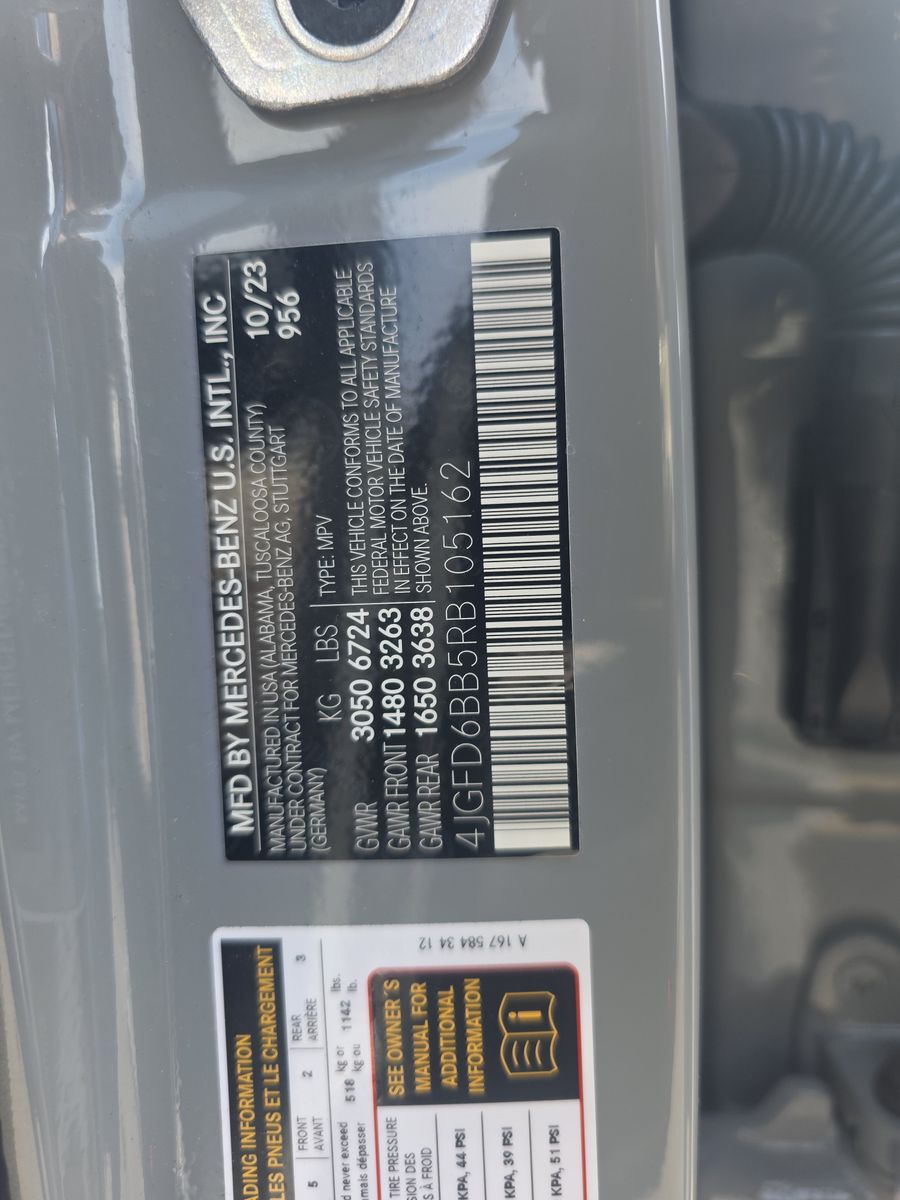 MFD BY MERCEDES-BENZ U.S. INTL., INC
MANUFACTURED IN USA (ALABAMA, TUSCALOOSA COUNTY)
10/23
UNDER CONTRACT FOR MERCEDES-BENZ AG, STUTTGART
956
(GERMANY)
KG LBS
TYPE: MPV
GVWR 3050 6724
THIS VEHICLE CONFORMS TO ALL APPLICABLE
GAWR FRONT 1480 3263
FEDERAL MOTOR VEHICLE SAFETY STANDARDS
IN EFFECT ON THE DATE OF MANUFACTURE
GAWR REAR 1650 3638
SHOWN ABOVE.
4JGFD6BB5RB105162
ADING INFORMATION
LES PNEUS ET LE CHARGEMENT
5
FRONT
AVANT
2
REAR
ARRIÈRE
3
d never exceed
mais dépasser
518 kg or 1142 lbs.
kg ou lb.
TIRE PRESSURE
SION DES
S À FROID
KPA, 44 PSI
KPA, 39 PSI
KPA, 51 PSI
SEE OWNER´S
MANUAL FOR
ADDITIONAL
INFORMATION
A 167 584 34 12